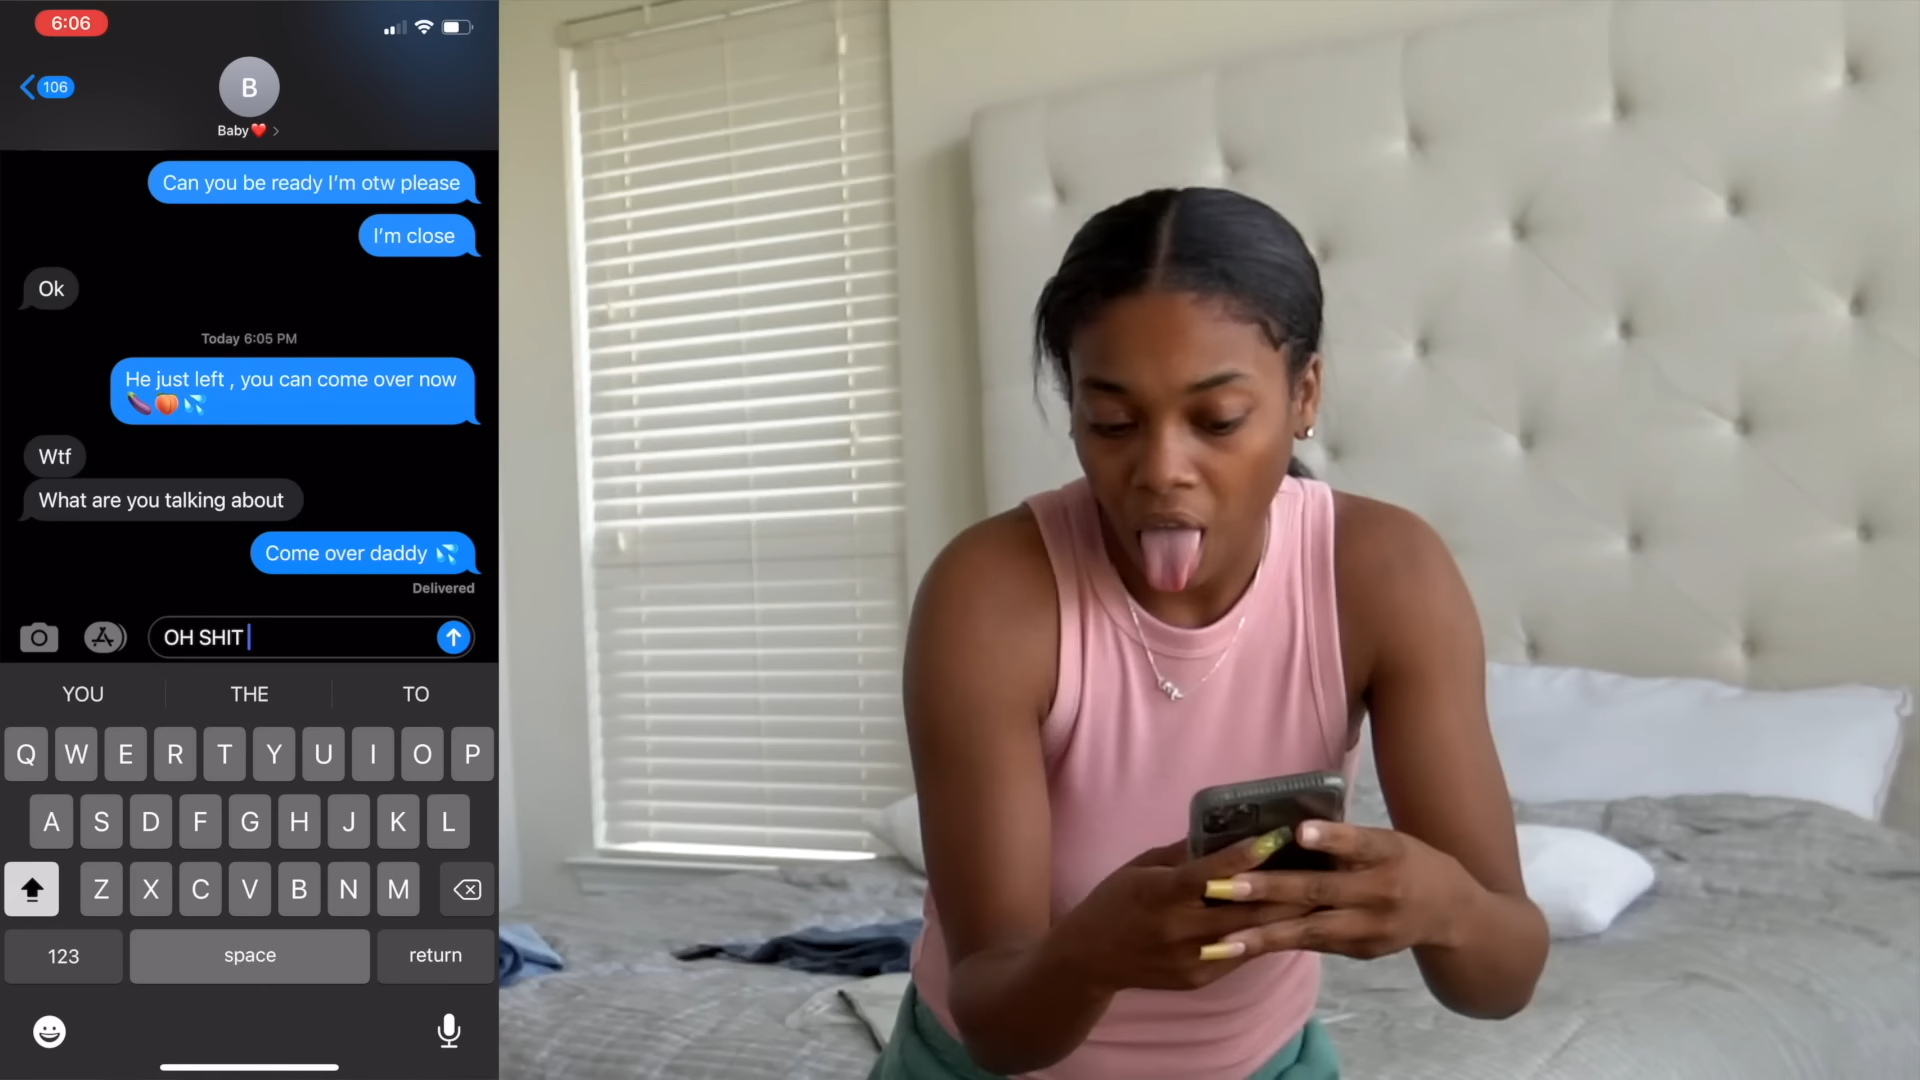 6:06
106
B
Baby❤️ >
Can you be ready I'm otw please
I'm close
Ok
Today 6:05 PM
He just left , you can come over now
🍆🍑💦
Wtf
What are you talking about
Come over daddy 💦
Delivered
OH SHIT
YOU THE TO
Q W E R T Y U I O P
A S D F G H J K L
Z X C V B N M
123 space return